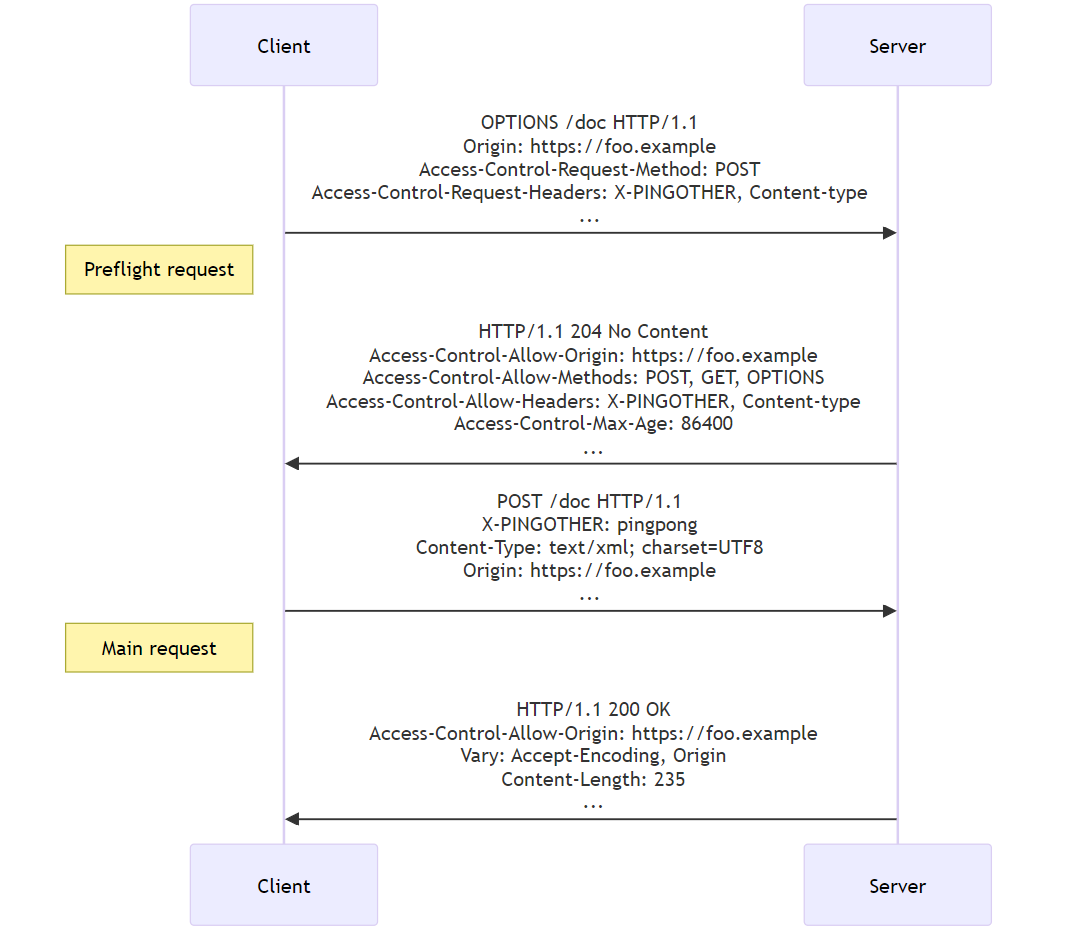 Client
Server
OPTIONS /doc HTTP/1.1
Origin: https://foo.example
Access-Control-Request-Method: POST
Access-Control-Request-Headers: X-PINGOTHER, Content-type
...
Preflight request
HTTP/1.1 204 No Content
Access-Control-Allow-Origin: https://foo.example
Access-Control-Allow-Methods: POST, GET, OPTIONS
Access-Control-Allow-Headers: X-PINGOTHER, Content-type
Access-Control-Max-Age: 86400
...
POST /doc HTTP/1.1
X-PINGOTHER: pingpong
Content-Type: text/xml; charset=UTF8
Origin: https://foo.example
...
Main request
HTTP/1.1 200 OK
Access-Control-Allow-Origin: https://foo.example
Vary: Accept-Encoding, Origin
Content-Length: 235
...
Client
Server